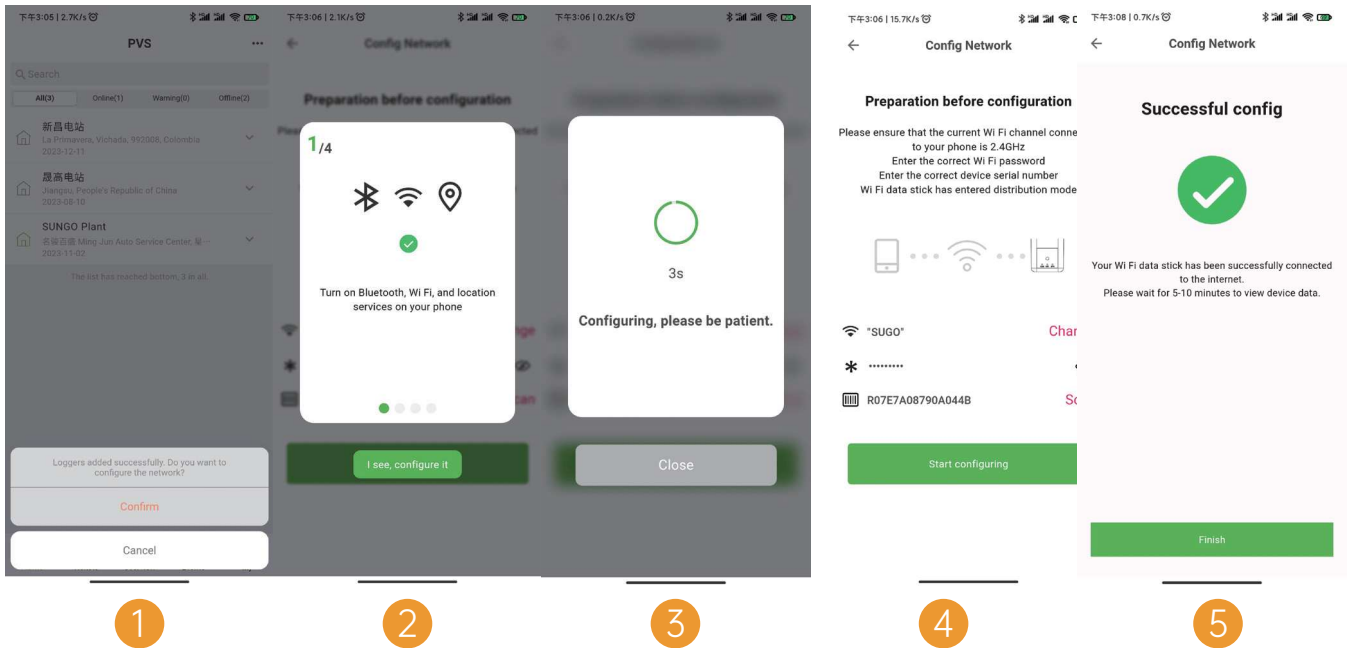 下午3:05 | 2.7K/s
PVS
Search
All(3)
Online(1)
Warning(0)
Offline(2)
新昌电站
La Primavera, Vichada, 992008, Colombia
2023-12-11
晟高电站
Jiangsu, People's Republic of China
2023-08-10
SUNGO Plant
Ming Jun Auto Service Center,
2023-11-02
The list has reached bottom, 3 in all.
Loggers added successfully. Do you want to
configure the network?
Confirm
Cancel
1
下午3:06 | 2.1K/s
Config Network
Preparation before configuration
1/4
Turn on Bluetooth, Wi Fi, and location
services on your phone
I see, configure it
2
下午3:06 | 0.2K/s
3s
Configuring, please be patient.
Close
3
下午3:06 | 15.7K/s
Config Network
Preparation before configuration
Please ensure that the current Wi Fi channel conne
to your phone is 2.4GHz
Enter the correct Wi Fi password
Enter the correct device serial number
Wi Fi data stick has entered distribution mode
"SUGO"
Char
•••••••••
R07E7A08790A044B
Sc
Start configuring
4
下午3:08 | 0.7K/s
Config Network
Successful config
Your Wi Fi data stick has been successfully connected
to the internet.
Please wait for 5-10 minutes to view device data.
Finish
5